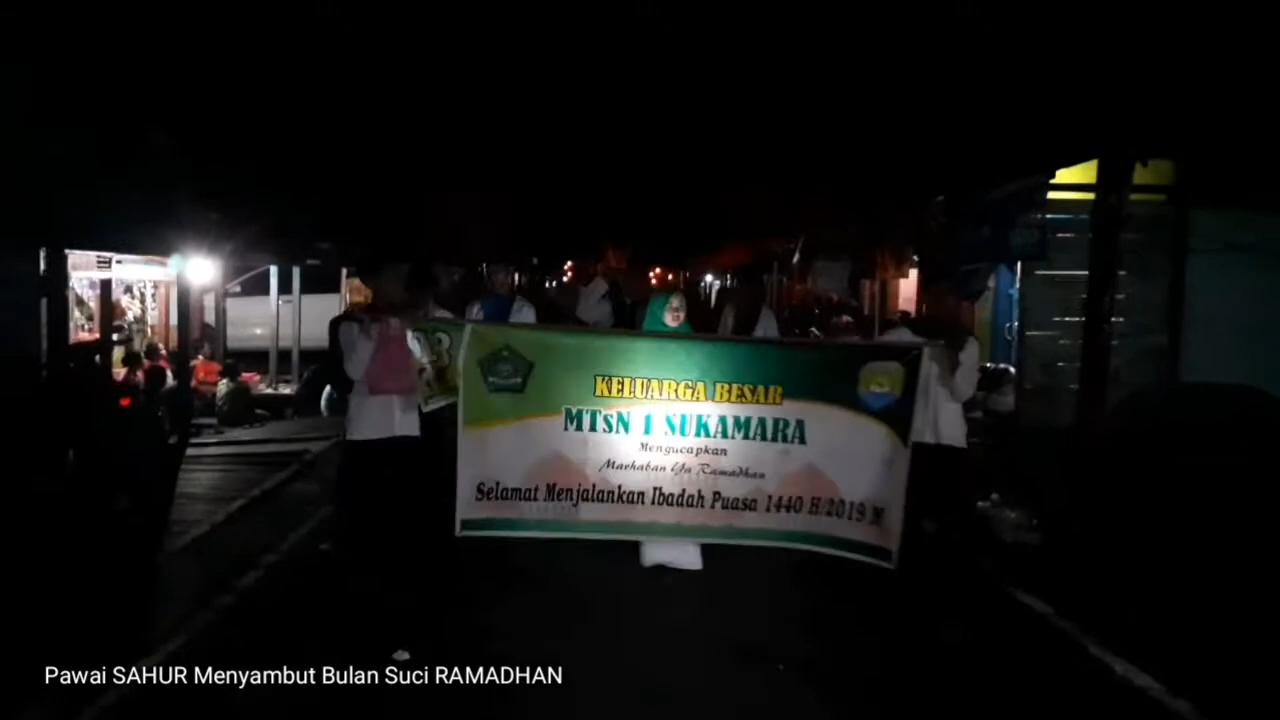 KELUARGA BESAR
MTsN 1 SUKAMARA
Mengucapkan
Marhaban Ya Ramadhan
Selamat Menjalankan Ibadah Puasa 1440 H/2019 M
Pawai SAHUR Menyambut Bulan Suci RAMADHAN